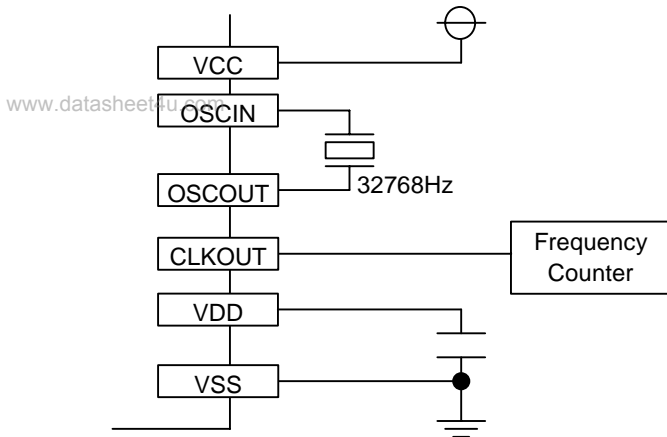 VCC
www.datasheet4u.com
OSCIN
OSCOUT
32768Hz
CLKOUT
Frequency
Counter
VDD
VSS